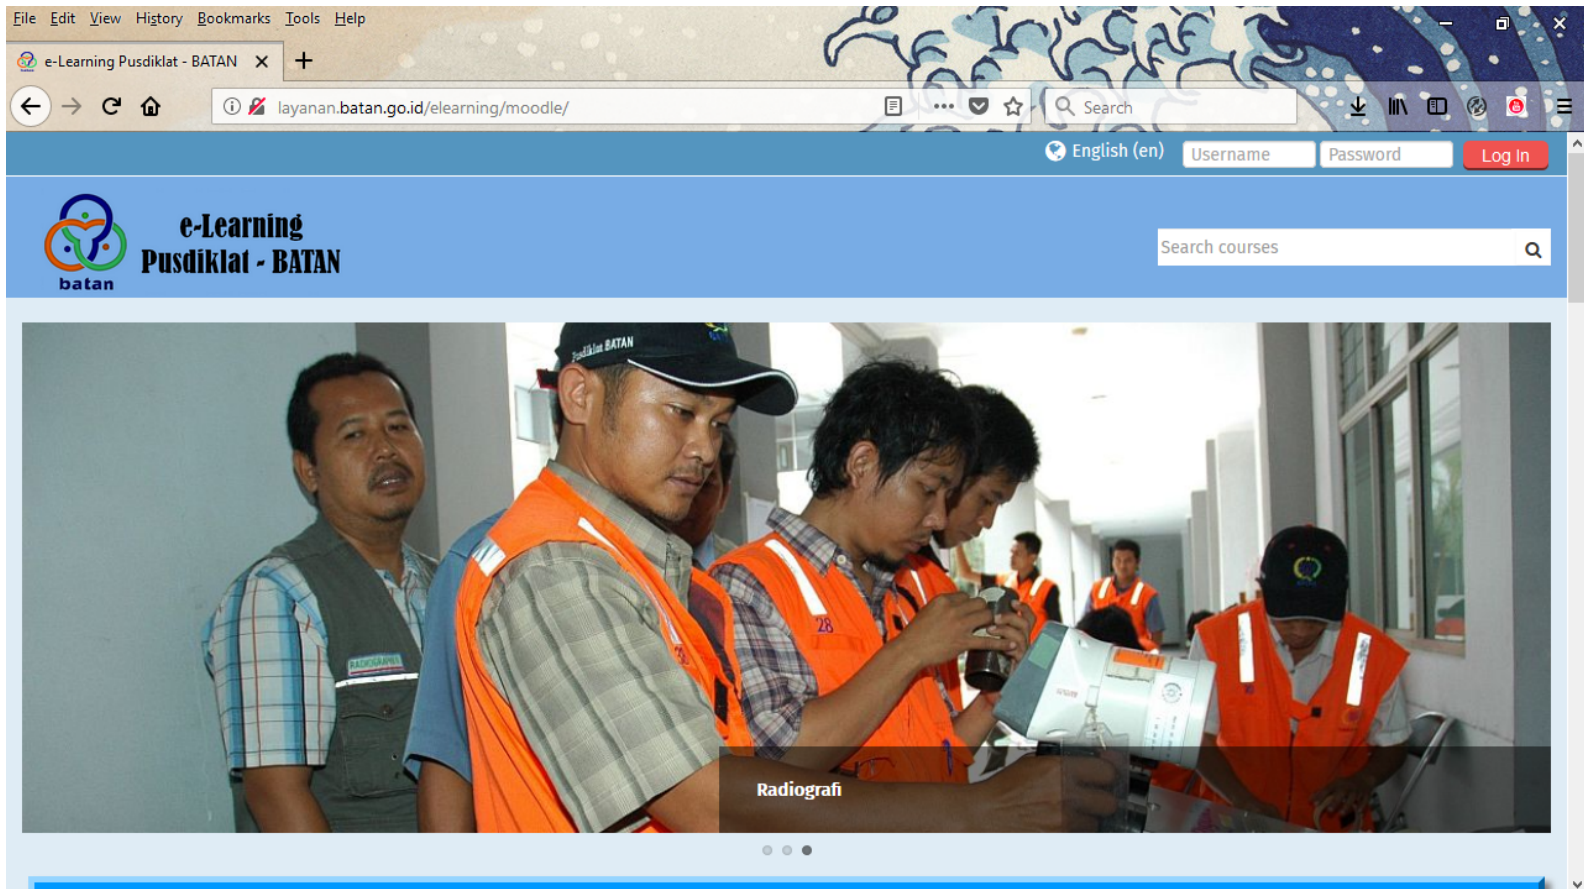 File Edit View History Bookmarks Tools Help
e-Learning Pusdiklat - BATAN
layanan.batan.go.id/elearning/moodle/
Search
English (en)
Username
Password
Log In
batan
e-Learning
Pusdiklat - BATAN
Search courses
Pusdiklat BATAN
RADIOGRAPHER
28
Radiografi